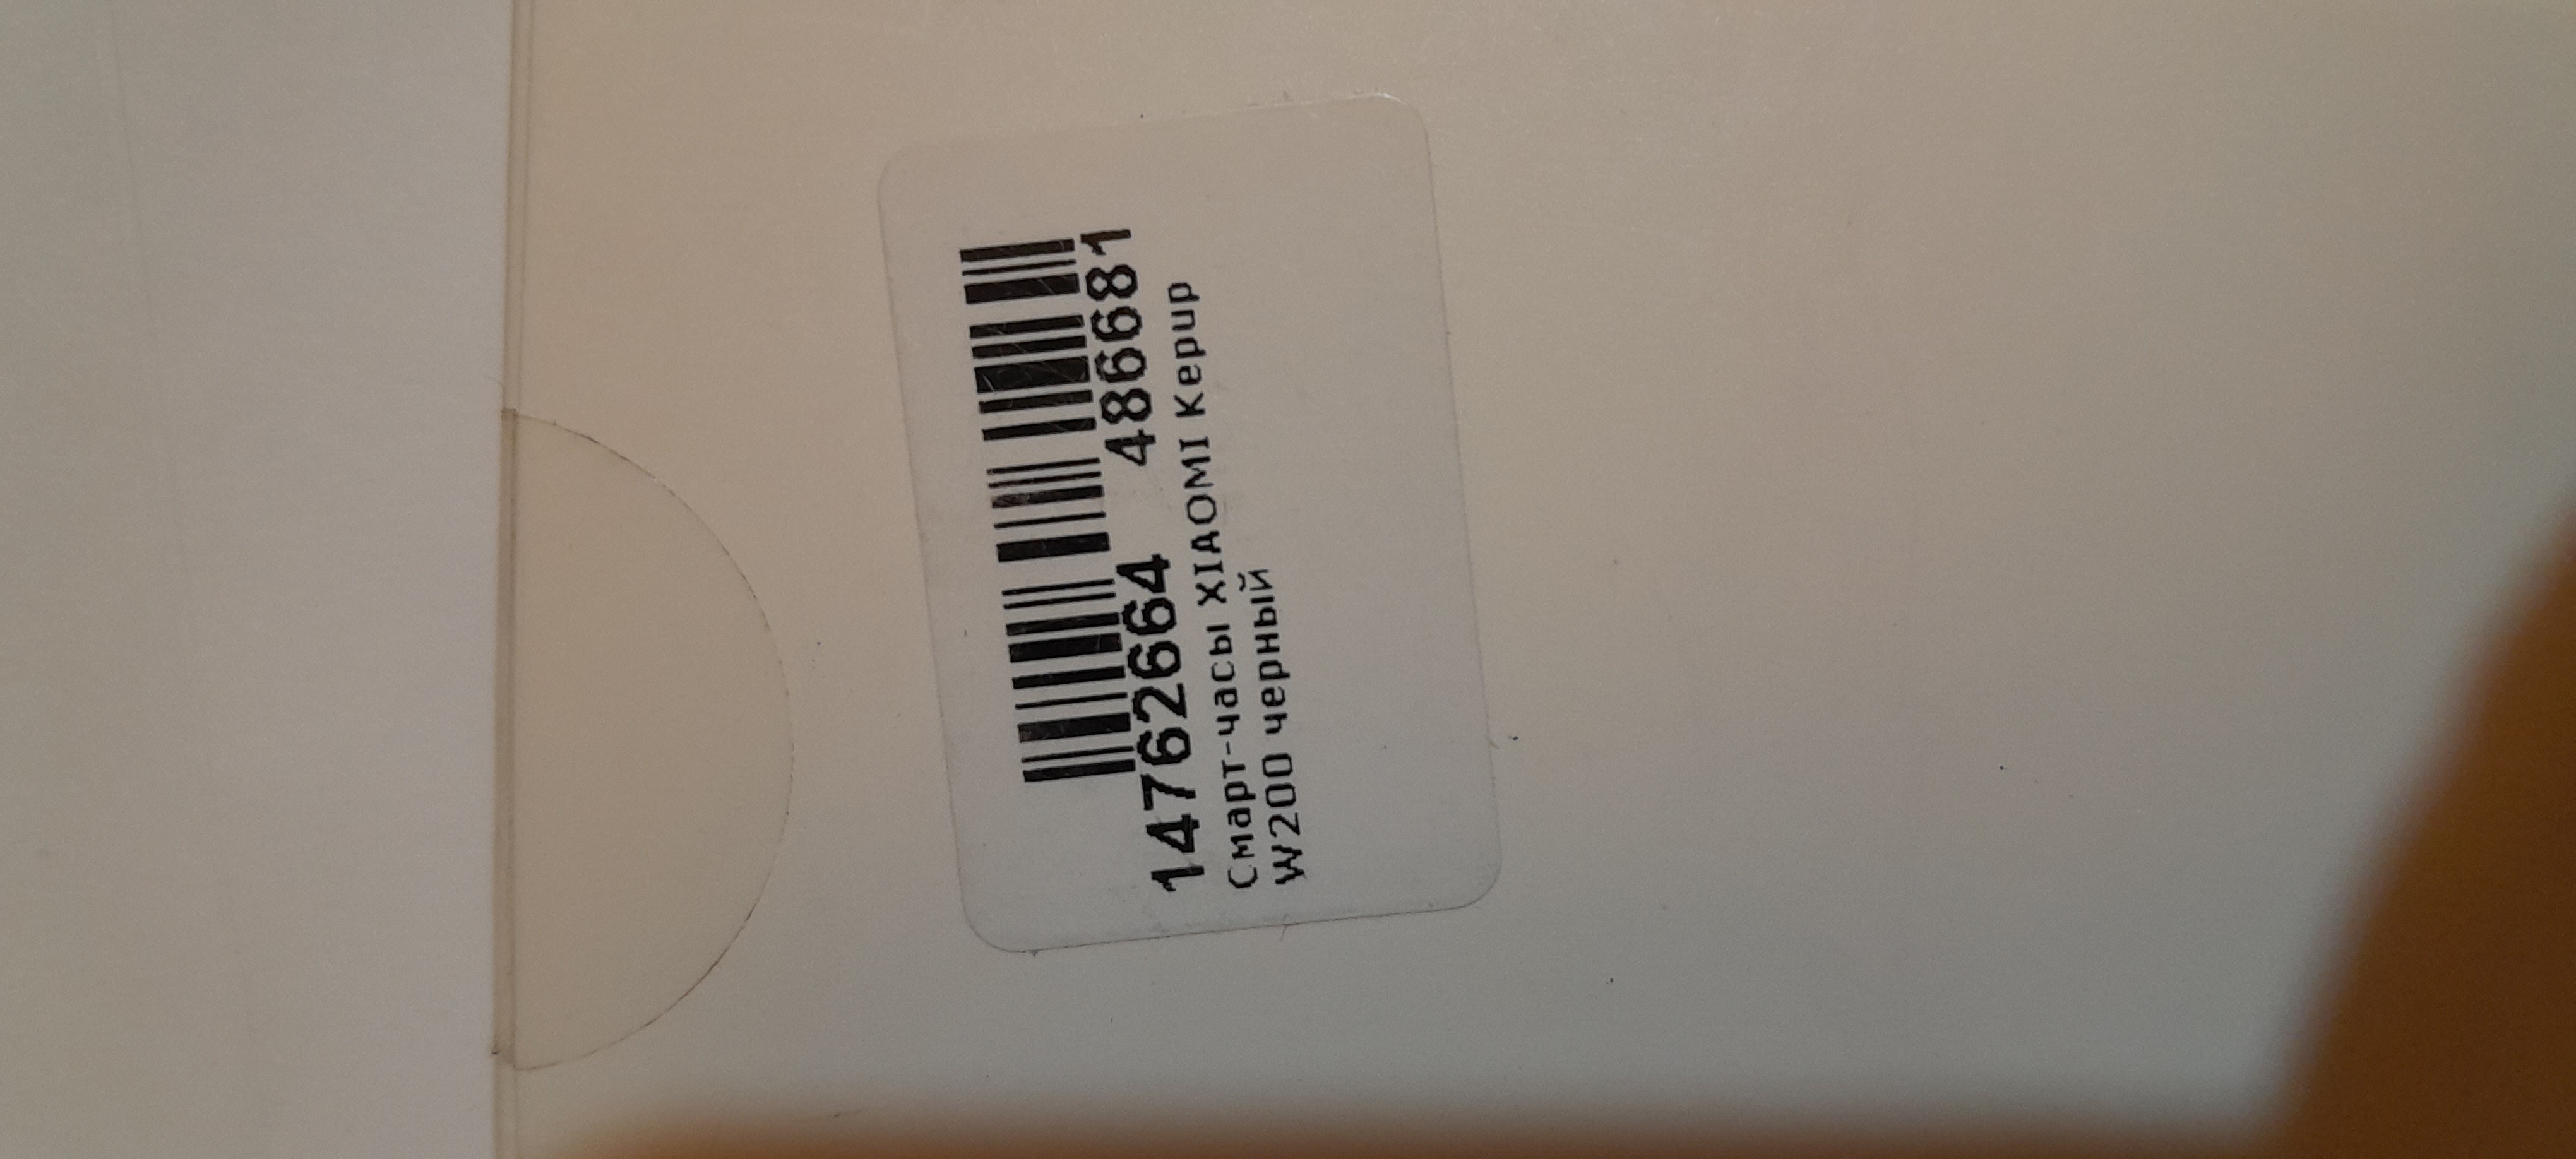 14762664 486681
Смарт-часы XIAOMI Kepup
W200 черный